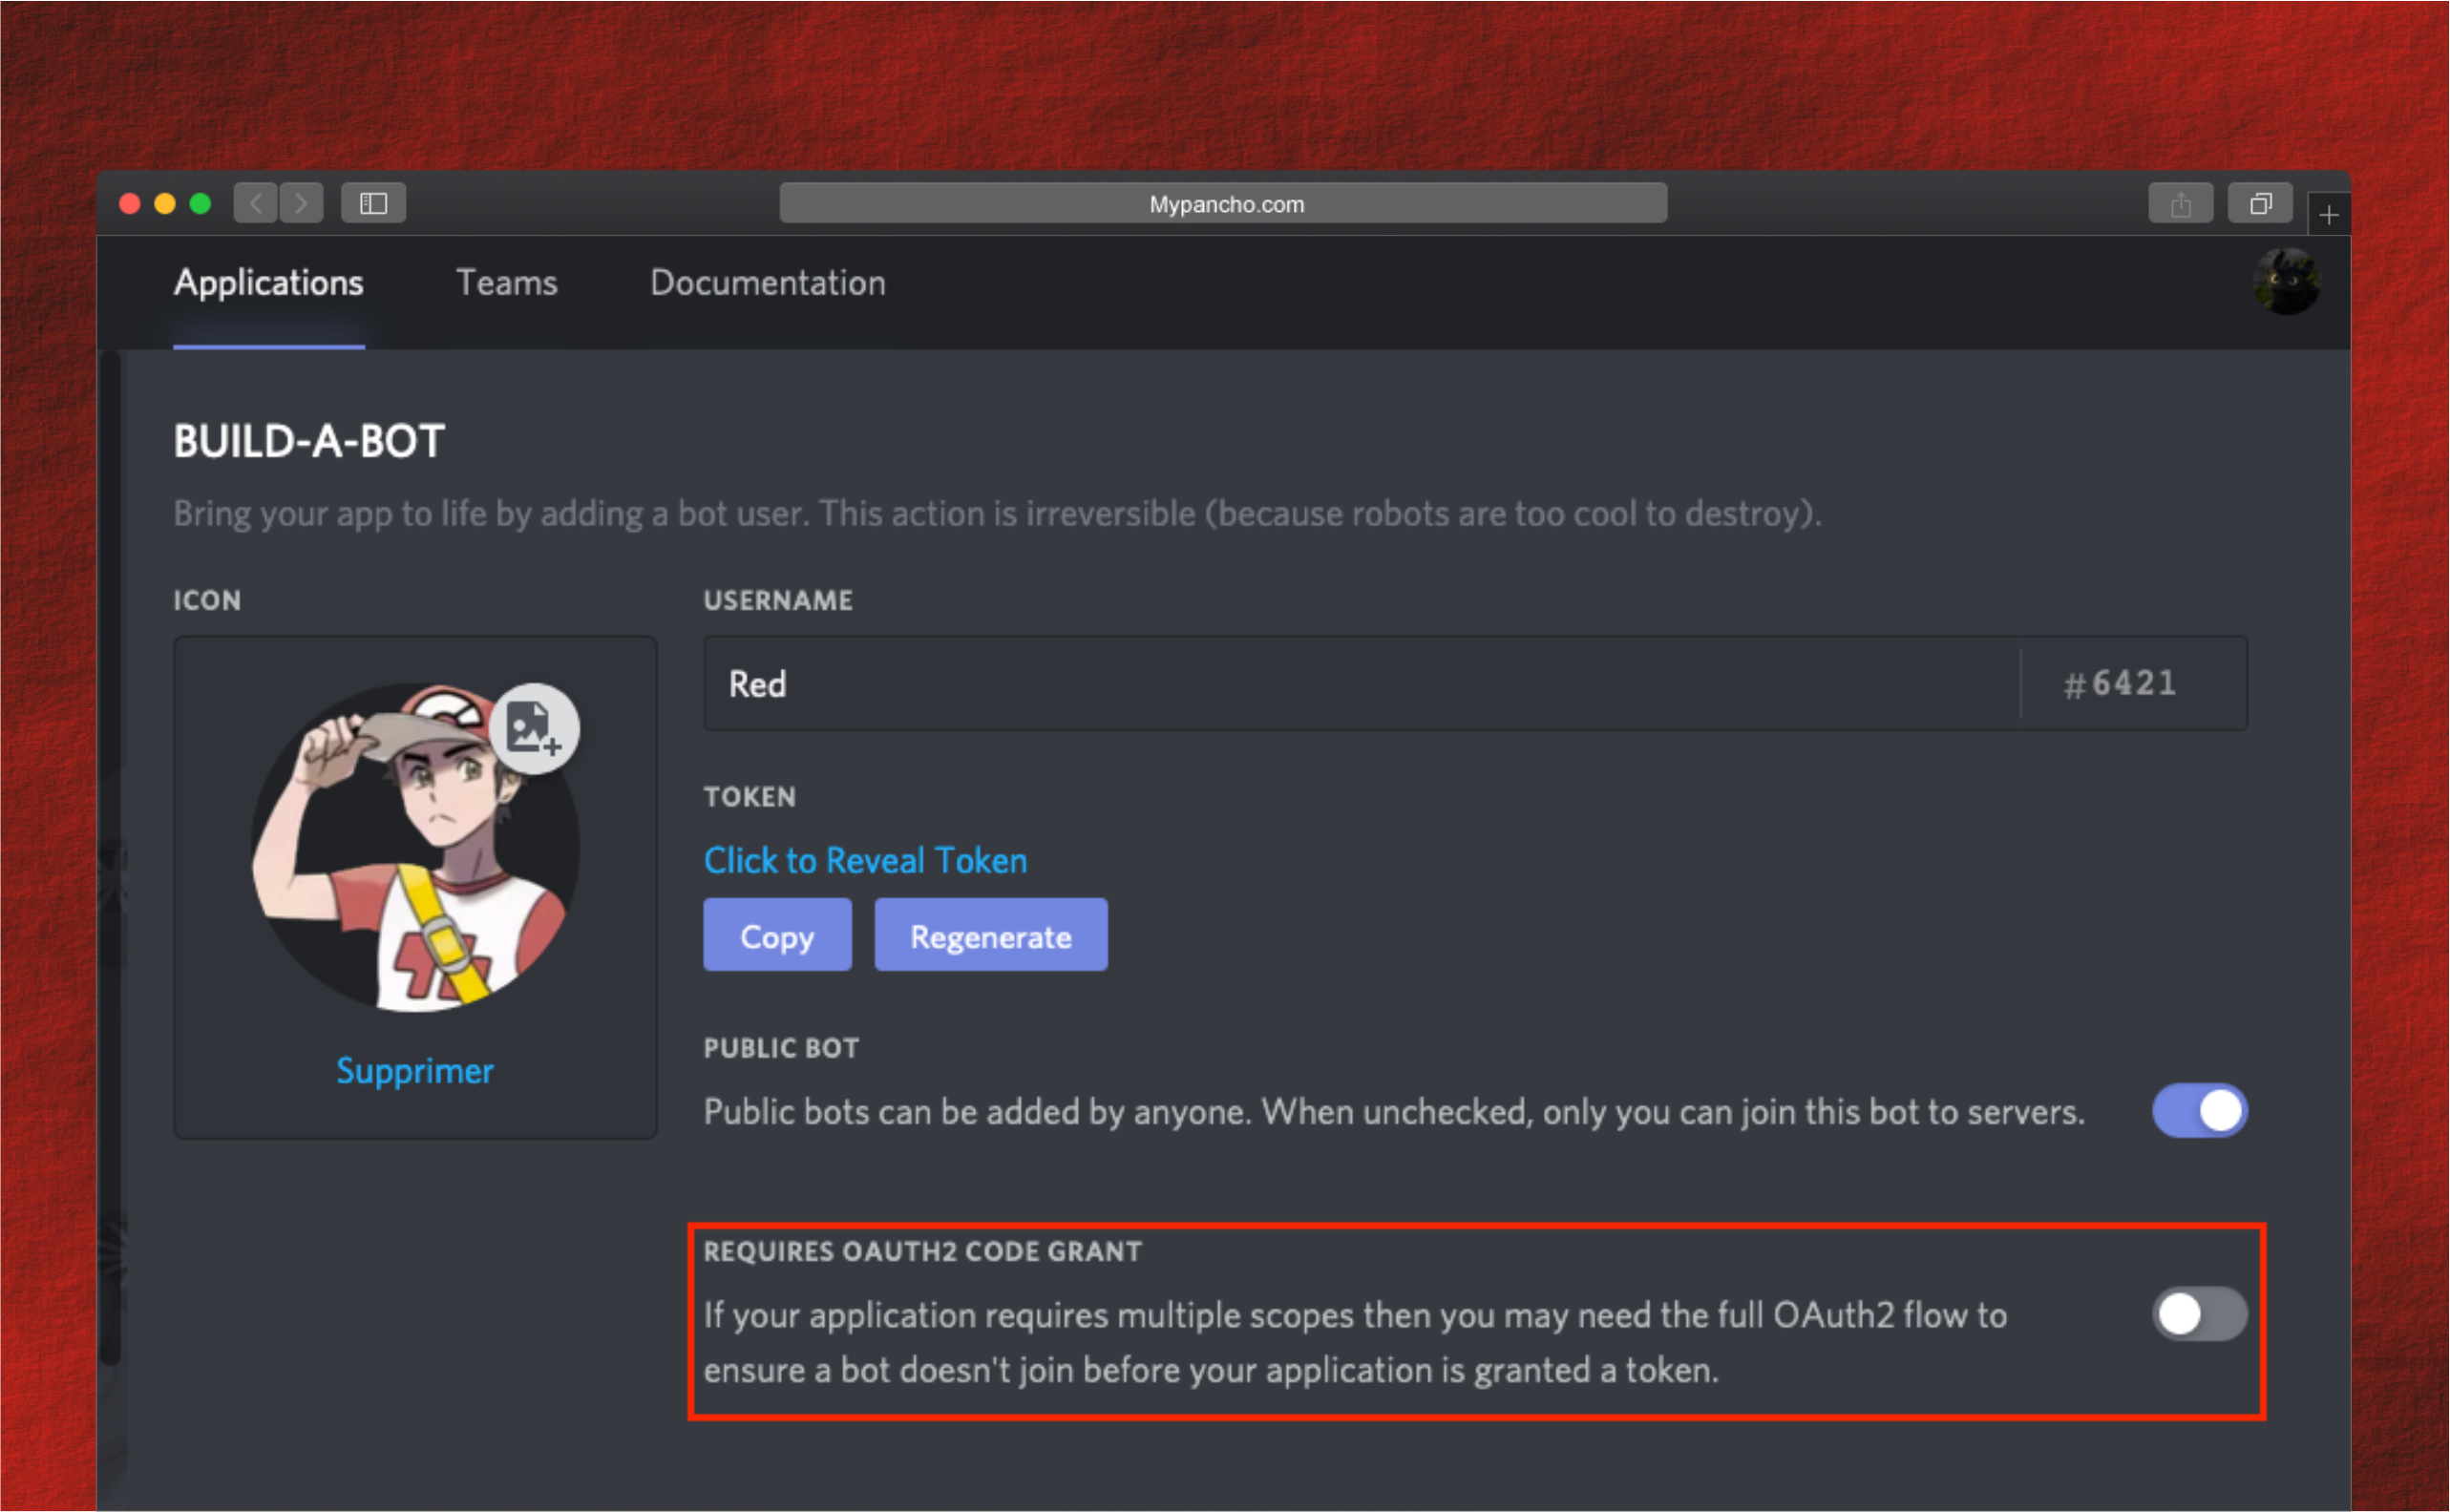 Mypancho.com
Applications Teams Documentation
BUILD-A-BOT
Bring your app to life by adding a bot user. This action is irreversible (because robots are too cool to destroy).
ICON
USERNAME
Red
#6421
TOKEN
Click to Reveal Token
Copy Regenerate
Supprimer
PUBLIC BOT
Public bots can be added by anyone. When unchecked, only you can join this bot to servers.
REQUIRES OAUTH2 CODE GRANT
If your application requires multiple scopes then you may need the full OAuth2 flow to
ensure a bot doesn't join before your application is granted a token.